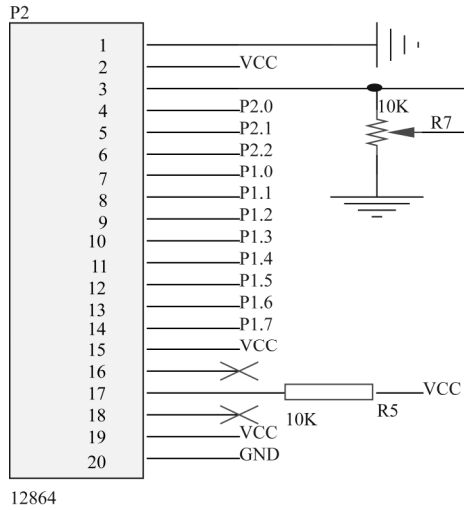 P2
1
2 VCC
3
10K
4 P2.0
R7
5 P2.1
6 P2.2
7 P1.0
8 P1.1
9 P1.2
10 P1.3
11 P1.4
12 P1.5
13 P1.6
14 P1.7
15 VCC
16
17 VCC
10K R5
18
19 VCC
20 GND
12864